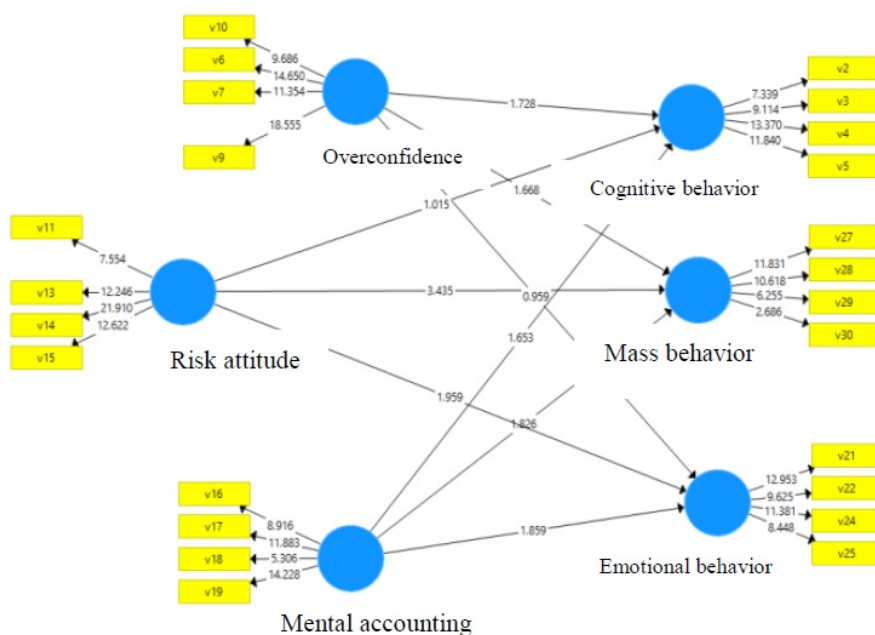 v10
9.686
v6
14.650
v7
11.354
v9
18.555
Overconfidence
1.728
1.668
0.959
v2
7.339
v3
9.114
v4
13.370
v5
11.840
Cognitive behavior
v11
7.554
v13
12.246
v14
21.910
v15
12.622
Risk attitude
1.015
3.435
1.959
v27
11.831
v28
10.618
v29
6.255
v30
2.686
Mass behavior
v16
8.916
v17
11.883
v18
5.306
v19
14.228
Mental accounting
1.653
1.826
1.859
v21
12.953
v22
9.625
v24
11.381
v25
8.448
Emotional behavior